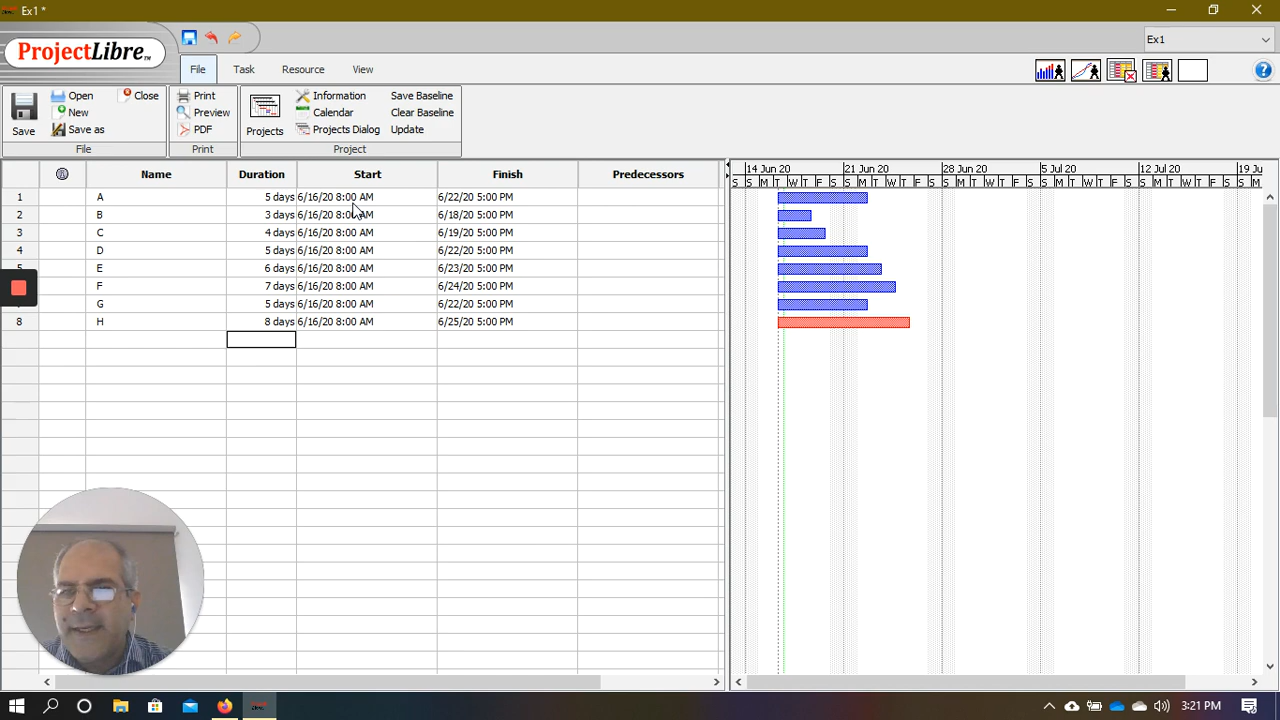 Ex1 *
ProjectLibre™
Ex1
File Task Resource View
Save
Open
New
Save as
Close
Print
Preview
PDF
Projects
Information
Calendar
Projects Dialog
Save Baseline
Clear Baseline
Update
File Print Project
Name Duration Start Finish Predecessors
14 Jun 20 21 Jun 20 28 Jun 20 5 Jul 20 12 Jul 20 19 Ju
S S M T W T F S S M T W T F S S M T W T F S S M T W T F S S M T W T F S S M
1 A 5 days 6/16/20 8:00 AM 6/22/20 5:00 PM
2 B 3 days 6/16/20 8:00 AM 6/18/20 5:00 PM
3 C 4 days 6/16/20 8:00 AM 6/19/20 5:00 PM
4 D 5 days 6/16/20 8:00 AM 6/22/20 5:00 PM
E 6 days 6/16/20 8:00 AM 6/23/20 5:00 PM
F 7 days 6/16/20 8:00 AM 6/24/20 5:00 PM
G 5 days 6/16/20 8:00 AM 6/22/20 5:00 PM
8 H 8 days 6/16/20 8:00 AM 6/25/20 5:00 PM
3:21 PM